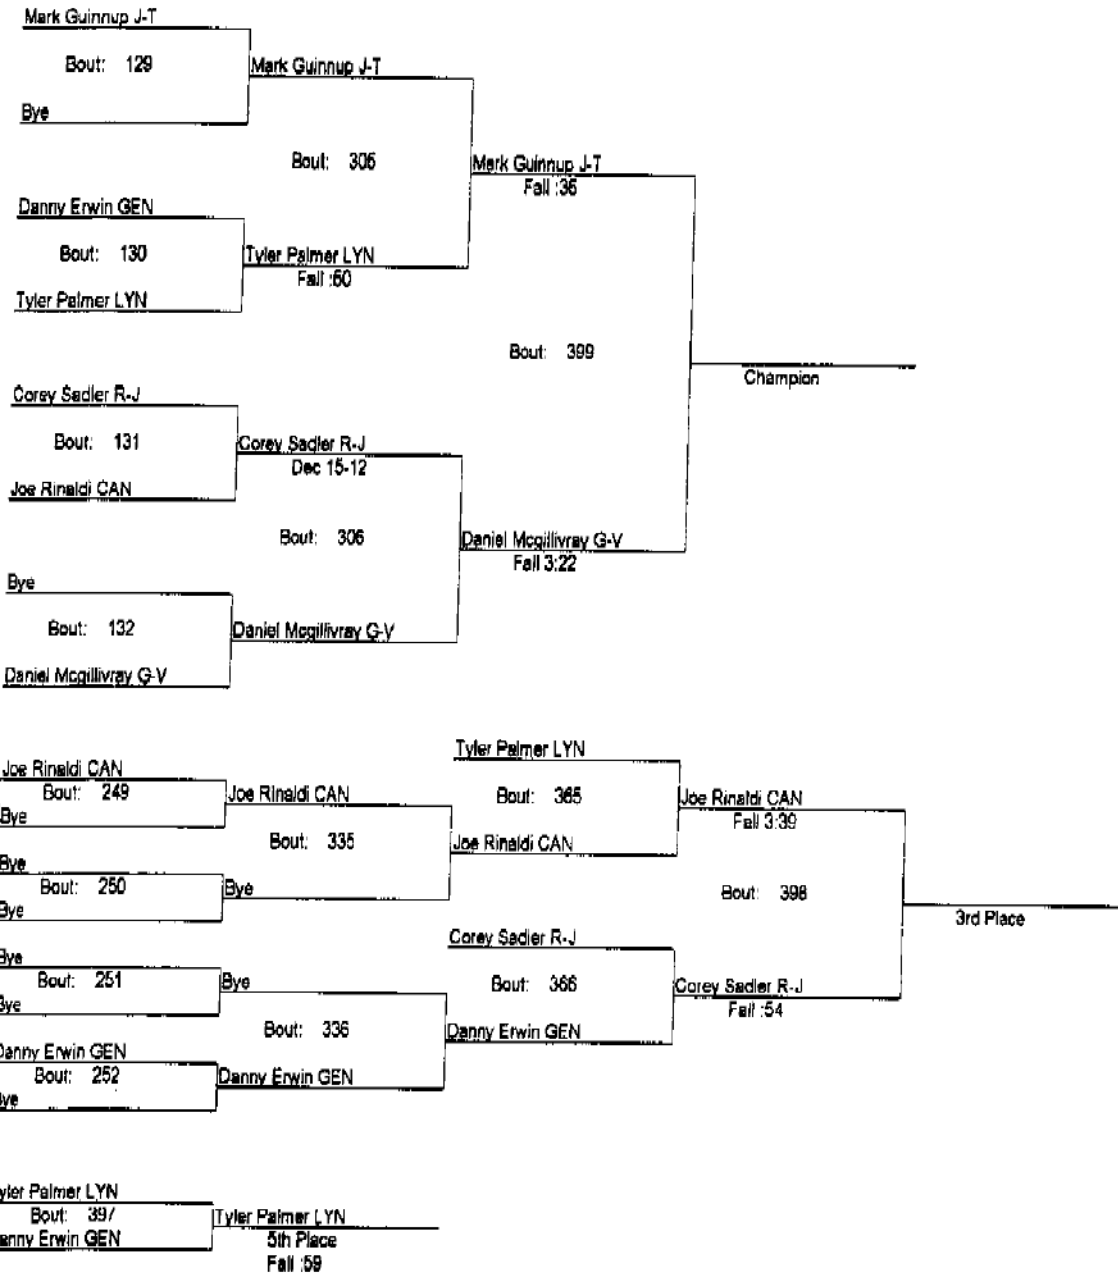 Mark Guinnup J-T
Bout: 129
Mark Guinnup J-T
Bye
Bout: 305
Mark Guinnup J-T
Fall :36
Danny Erwin GEN
Bout: 130
Tyler Palmer LYN
Fall :50
Tyler Palmer LYN
Bout: 399
Champion
Corey Sadler R-J
Bout: 131
Corey Sadler R-J
Dec 15-12
Joe Rinaldi CAN
Bout: 306
Daniel Mcgillivray G-V
Fall 3:22
Bye
Bout: 132
Daniel Mcgillivray G-V
Daniel Mcgillivray G-V
Tyler Palmer LYN
Joe Rinaldi CAN
Bout: 249
Joe Rinaldi CAN
Bout: 365
Joe Rinaldi CAN
Bye
Fall 3:39
Bout: 335
Joe Rinaldi CAN
Bye
Bout: 250
Bye
Bout: 398
Bye
3rd Place
Corey Sadler R-J
Bye
Bout: 251
Bye
Bout: 366
Corey Sadler R-J
Bye
Fall :54
Bout: 336
Danny Erwin GEN
Danny Erwin GEN
Bout: 252
Danny Erwin GEN
Bye
yler Palmer LYN
Bout: 397
Tyler Palmer LYN
anny Erwin GEN
5th Place
Fall :59